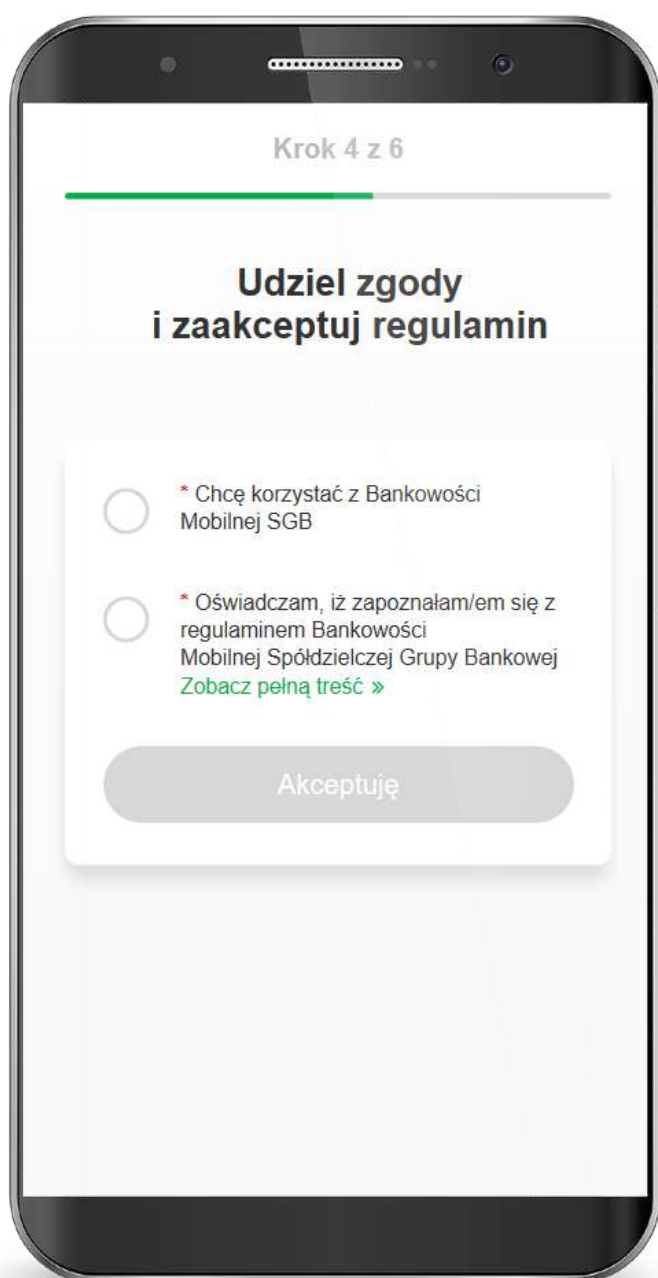 Krok 4 z 6
Udziel zgody
i zaakceptuj regulamin
* Chcę korzystać z Bankowości
Mobilnej SGB
* Oświadczam, iż zapoznałam/em się z
regulaminem Bankowości
Mobilnej Spółdzielczej Grupy Bankowej
Zobacz pełną treść »
Akceptuję